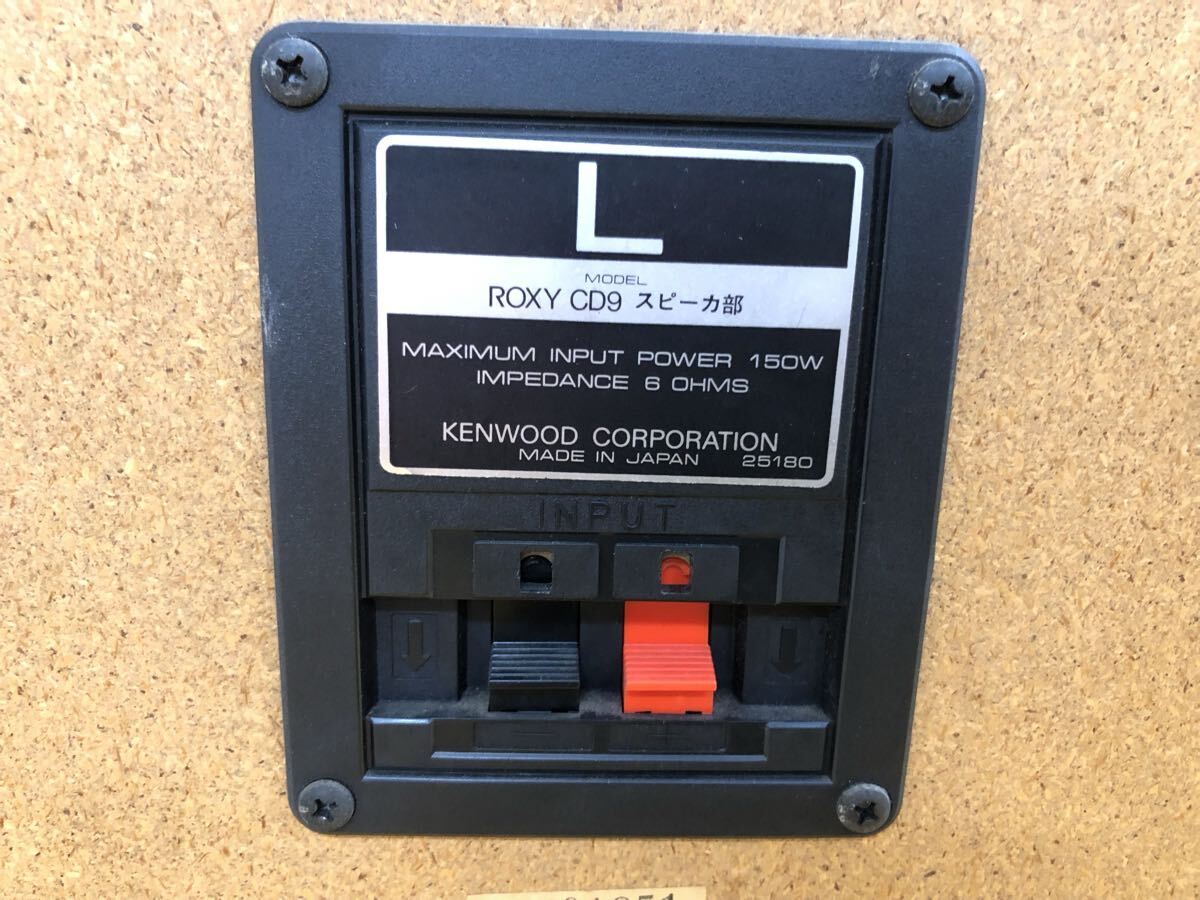 L
MODEL
ROXY CD9 スピーカ部
MAXIMUM INPUT POWER 150W
IMPEDANCE 6 OHMS
KENWOOD CORPORATION
MADE IN JAPAN 25180
INPUT
− +